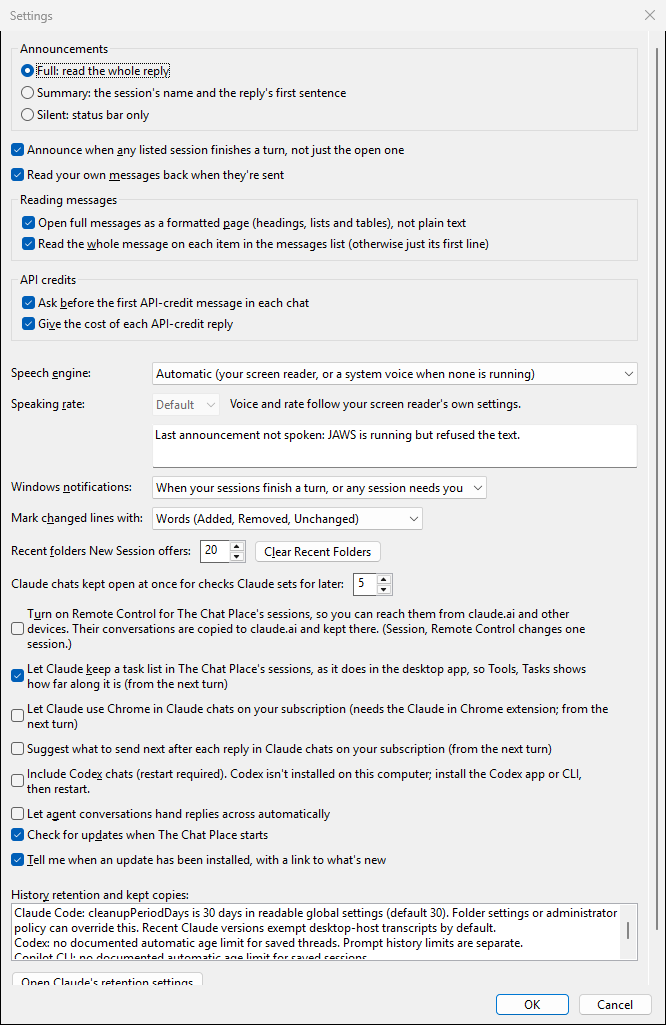 Settings
Announcements
Full: read the whole reply
Summary: the session's name and the reply's first sentence
Silent: status bar only
Announce when any listed session finishes a turn, not just the open one
Read your own messages back when they're sent
Reading messages
Open full messages as a formatted page (headings, lists and tables), not plain text
Read the whole message on each item in the messages list (otherwise just its first line)
API credits
Ask before the first API-credit message in each chat
Give the cost of each API-credit reply
Speech engine:
Automatic (your screen reader, or a system voice when none is running)
Speaking rate:
Default
Voice and rate follow your screen reader's own settings.
Last announcement not spoken: JAWS is running but refused the text.
Windows notifications:
When your sessions finish a turn, or any session needs you
Mark changed lines with:
Words (Added, Removed, Unchanged)
Recent folders New Session offers:
20
Clear Recent Folders
Claude chats kept open at once for checks Claude sets for later:
5
Turn on Remote Control for The Chat Place's sessions, so you can reach them from claude.ai and other
devices. Their conversations are copied to claude.ai and kept there. (Session, Remote Control changes one
session.)
Let Claude keep a task list in The Chat Place's sessions, as it does in the desktop app, so Tools, Tasks shows
how far along it is (from the next turn)
Let Claude use Chrome in Claude chats on your subscription (needs the Claude in Chrome extension; from the
next turn)
Suggest what to send next after each reply in Claude chats on your subscription (from the next turn)
Include Codex chats (restart required). Codex isn't installed on this computer; install the Codex app or CLI,
then restart.
Let agent conversations hand replies across automatically
Check for updates when The Chat Place starts
Tell me when an update has been installed, with a link to what's new
History retention and kept copies:
Claude Code: cleanupPeriodDays is 30 days in readable global settings (default 30). Folder settings or administrator
policy can override this. Recent Claude versions exempt desktop-host transcripts by default.
Codex: no documented automatic age limit for saved threads. Prompt history limits are separate.
Copilot CLI: no documented automatic age limit for saved sessions.
Open Claude's retention settings
OK
Cancel